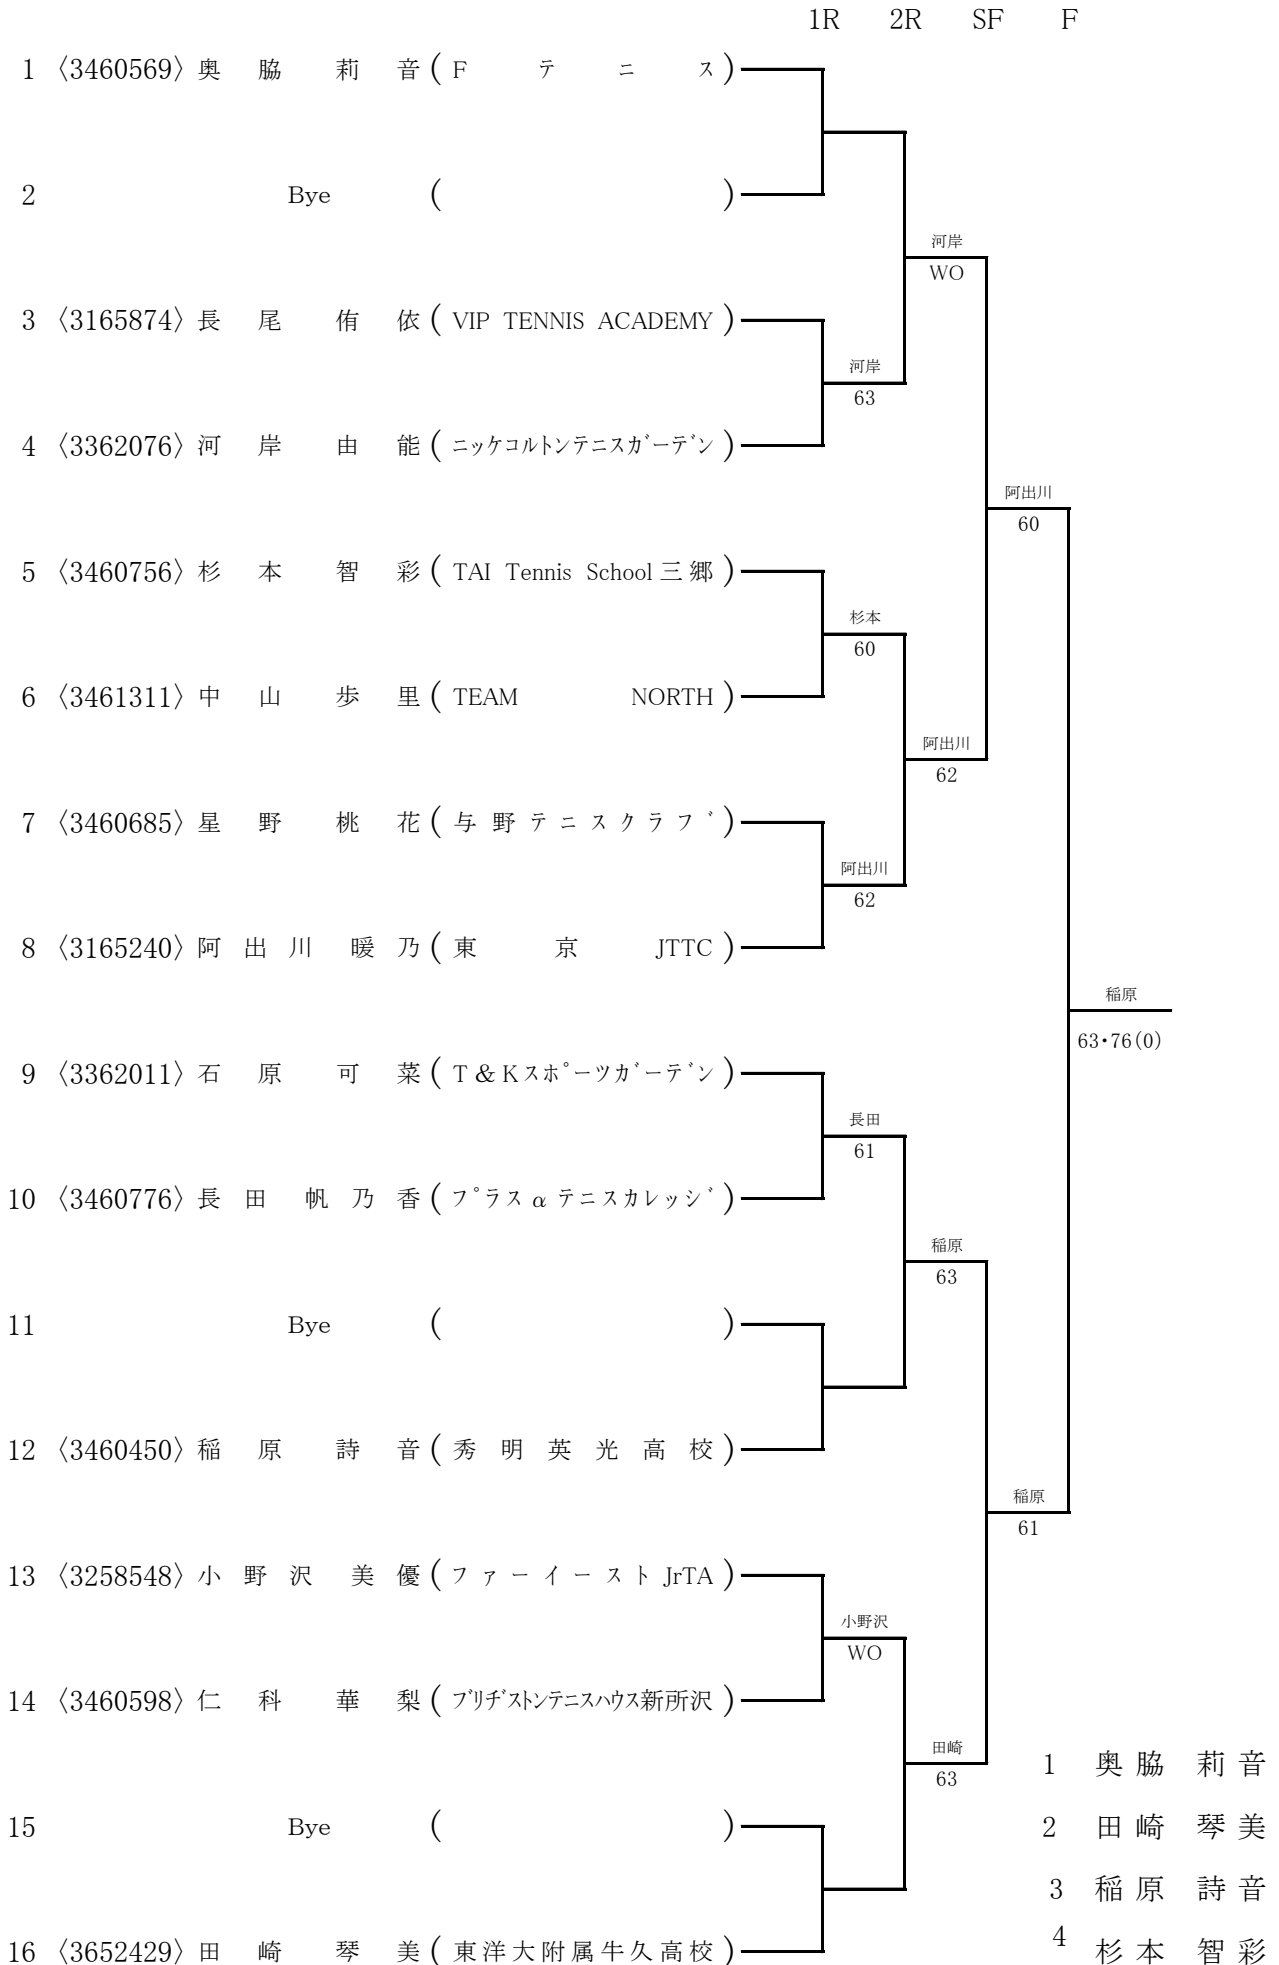 1R 2R SF F
1 〈3460569〉 奥脇 莉音 ( Fテニス )
2 Bye ( )
河岸
WO
3 〈3165874〉 長尾 侑依 ( VIP TENNIS ACADEMY )
河岸
63
4 〈3362076〉 河岸 由能 ( ニッケコルトンテニスガーデン )
阿出川
60
5 〈3460756〉 杉本 智彩 ( TAI Tennis School 三郷 )
杉本
60
6 〈3461311〉 中山 歩里 ( TEAM NORTH )
阿出川
62
7 〈3460685〉 星野 桃花 ( 与野テニスクラブ )
阿出川
62
8 〈3165240〉 阿出川 暖乃 ( 東京 JTTC )
稲原
63・76(0)
9 〈3362011〉 石原 可菜 ( T&Kスポーツガーデン )
長田
61
10 〈3460776〉 長田 帆乃香 ( プラスαテニスカレッジ )
稲原
63
11 Bye ( )
12 〈3460450〉 稲原 詩音 ( 秀明英光高校 )
稲原
61
13 〈3258548〉 小野沢 美優 ( ファーイースト JrTA )
小野沢
WO
14 〈3460598〉 仁科 華梨 ( ブリヂストンテニスハウス新所沢 )
田崎
63
15 Bye ( )
16 〈3652429〉 田崎 琴美 ( 東洋大附属牛久高校 )
1 奥脇 莉音
2 田崎 琴美
3 稲原 詩音
4 杉本 智彩